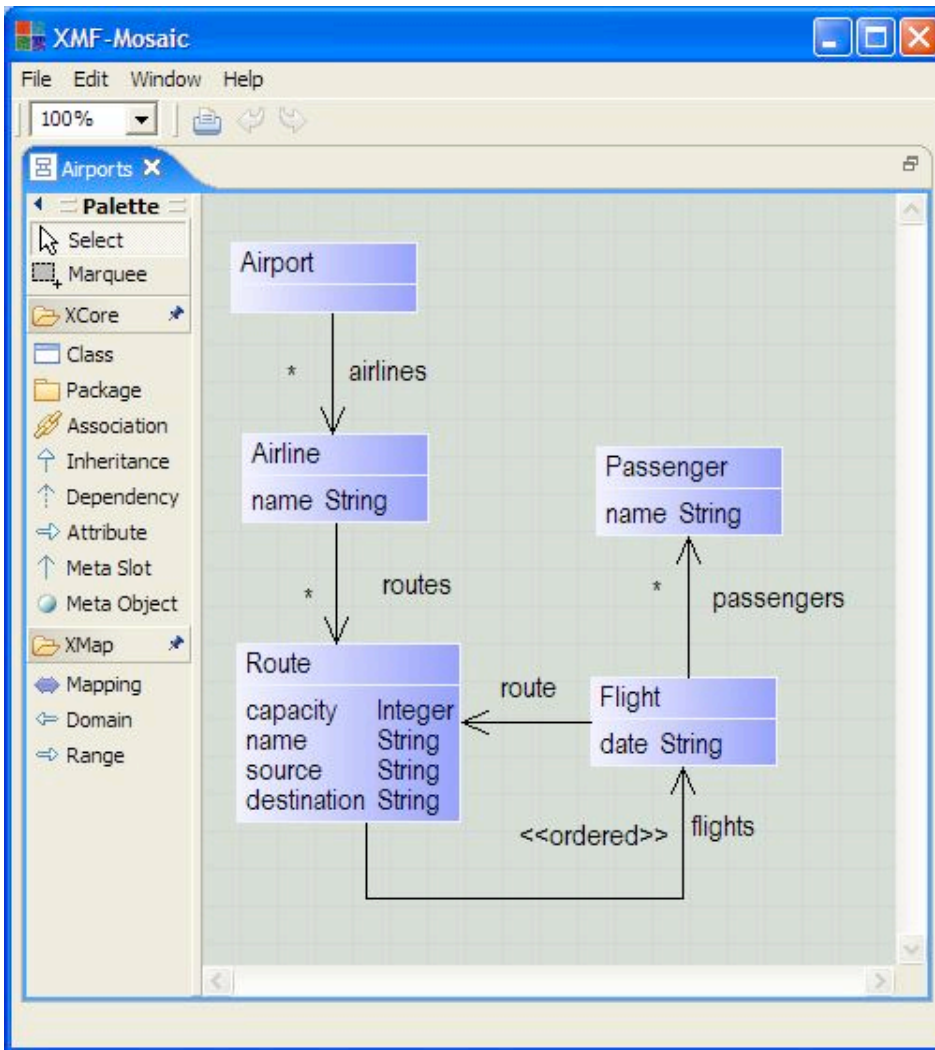 XMF-Mosaic
File Edit Window Help
100%
Airports
Palette
Select
Marquee
XCore
Class
Package
Association
Inheritance
Dependency
Attribute
Meta Slot
Meta Object
XMap
Mapping
Domain
Range
Airport
* airlines
Airline
name String
* routes
Route
capacity Integer
name String
source String
destination String
Passenger
name String
* passengers
route
Flight
date String
<<ordered>> flights